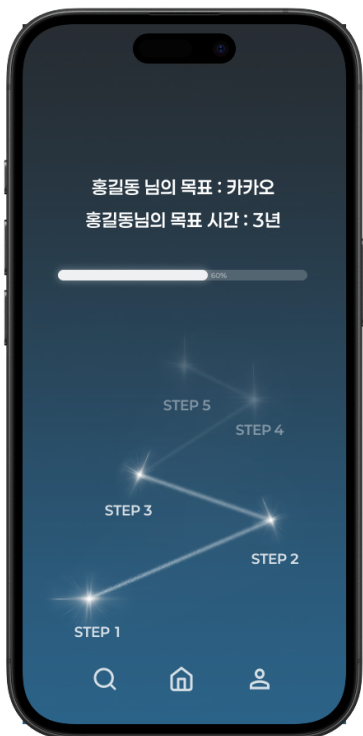 홍길동 님의 목표 : 카카오
홍길동님의 목표 시간 : 3년
60%
STEP 5
STEP 4
STEP 3
STEP 2
STEP 1